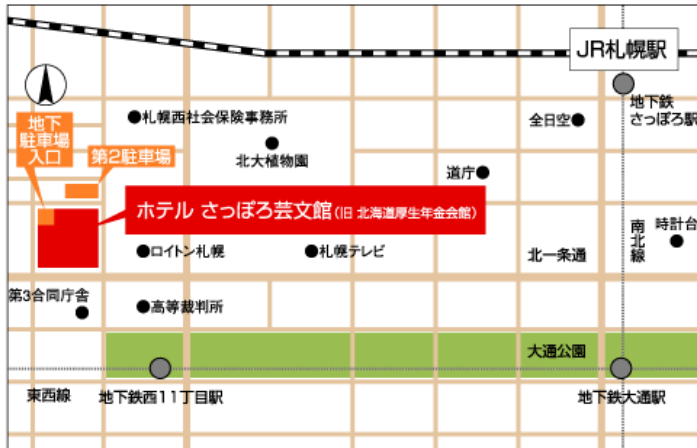 JR札幌駅
地下鉄
さっぽろ駅
地下
駐車場
入口
●札幌西社会保険事務所
全日空●
第2駐車場
北大植物園
道庁●
ホテル さっぽろ芸文館(旧 北海道厚生年金会館)
南北線
時計台
●ロイトン札幌
●札幌テレビ
北一条通
第3合同庁舎
●高等裁判所
大通公園
東西線
地下鉄西11丁目駅
地下鉄大通駅